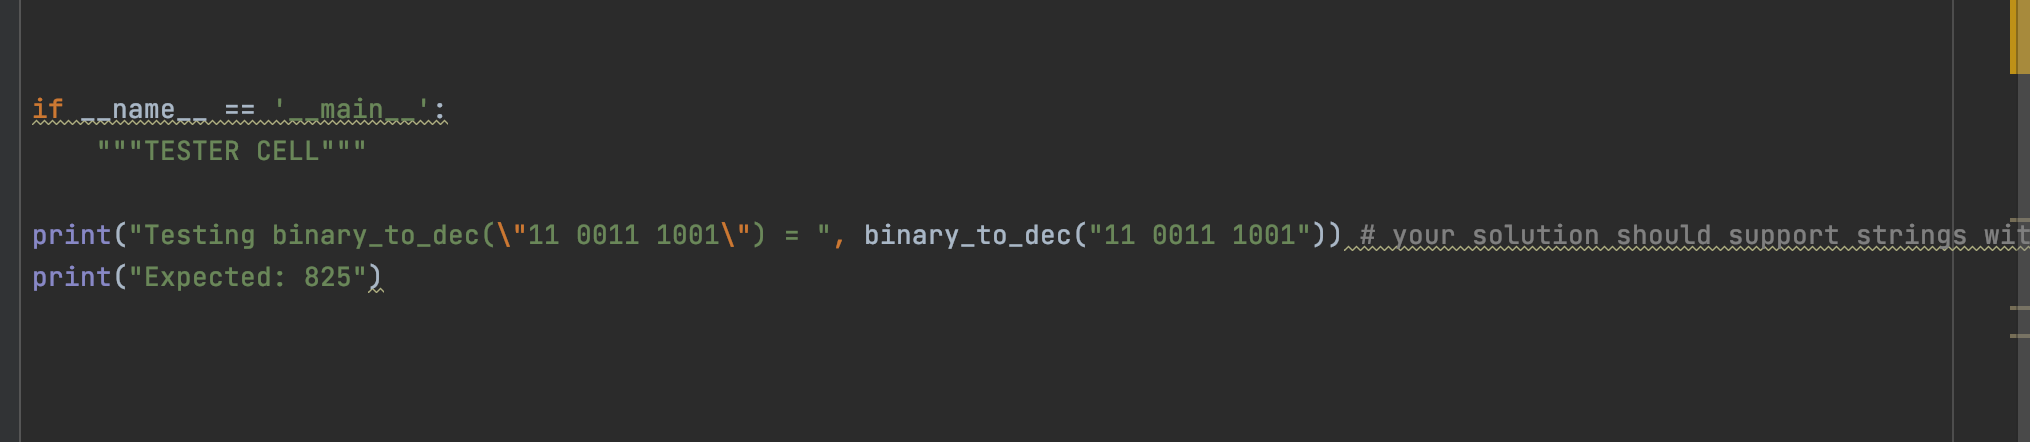 if __name__ == '__main__':
"""TESTER CELL"""
print("Testing binary_to_dec(\"11 0011 1001\") = ", binary_to_dec("11 0011 1001")) # your solution should support strings
print("Expected: 825")